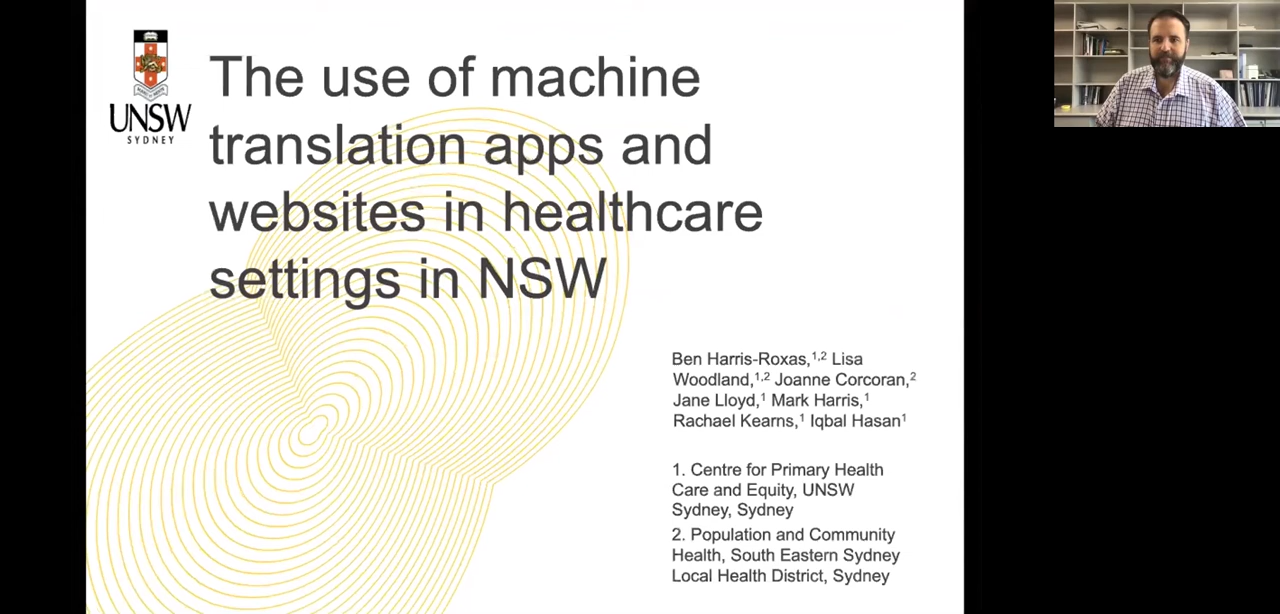 UNSW
SYDNEY
The use of machine
translation apps and
websites in healthcare
settings in NSW
Ben Harris-Roxas,¹,² Lisa
Woodland,¹,² Joanne Corcoran,²
Jane Lloyd,¹ Mark Harris,¹
Rachael Kearns,¹ Iqbal Hasan¹
1. Centre for Primary Health
Care and Equity, UNSW
Sydney, Sydney
2. Population and Community
Health, South Eastern Sydney
Local Health District, Sydney